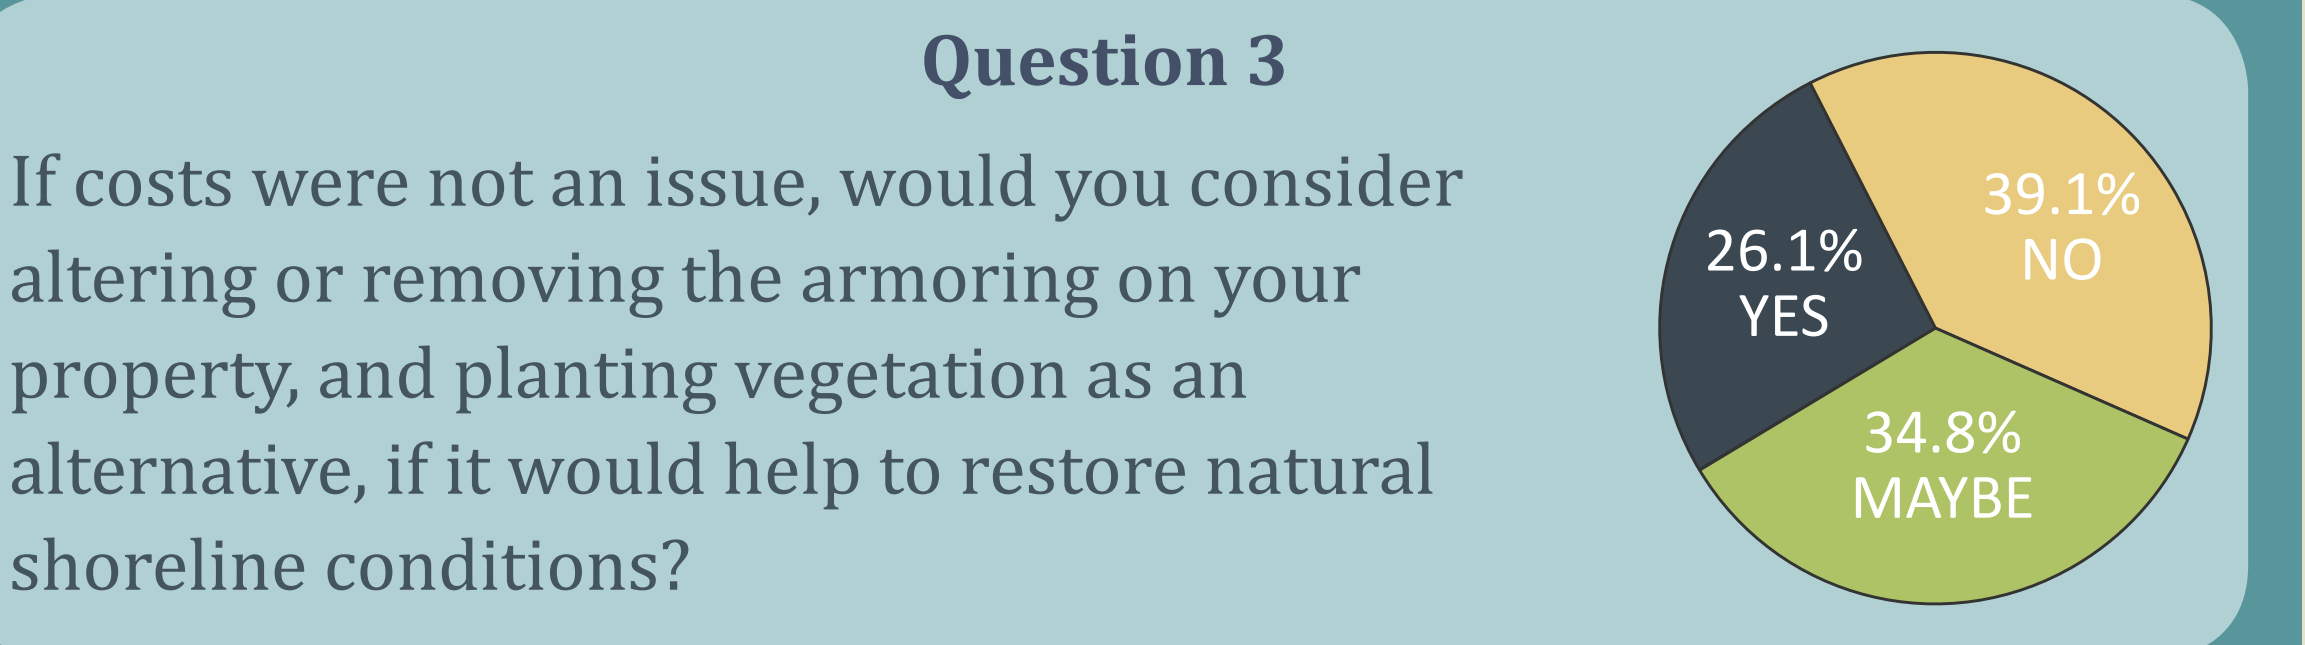 Question 3
If costs were not an issue, would you consider
altering or removing the armoring on your
property, and planting vegetation as an
alternative, if it would help to restore natural
shoreline conditions?
39.1%
NO
26.1%
YES
34.8%
MAYBE